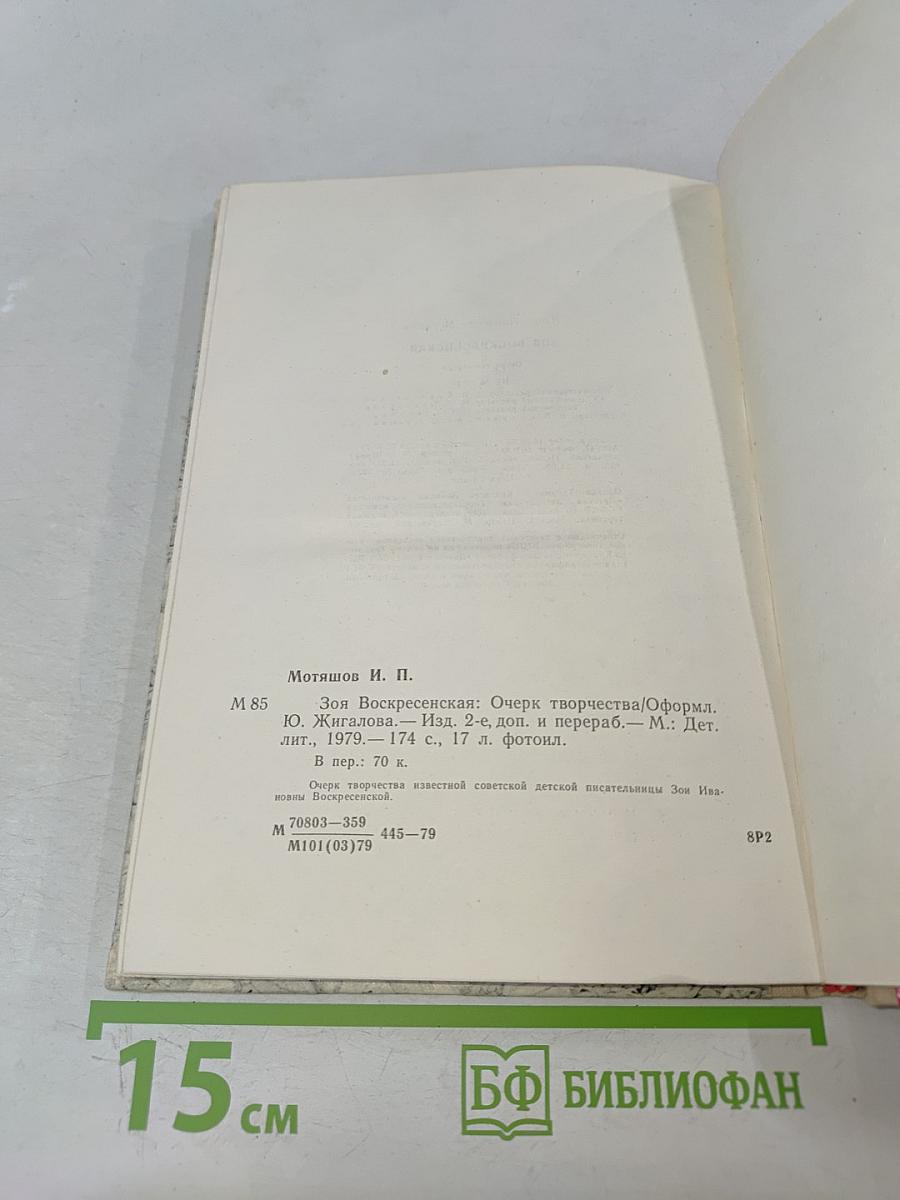 Мотяшов И. П.
М 85 Зоя Воскресенская: Очерк творчества/Оформл.
Ю. Жигалова.— Изд. 2-е, доп. и перераб.— М.: Дет.
лит., 1979.— 174 с., 17 л. фотоил.
В пер.: 70 к.
Очерк творчества известной советской детской писательницы Зои Ива-
новны Воскресенской.
М 70803—359
М101(03)79 445—79
8Р2
15 см
БФ БИБЛИОФАН